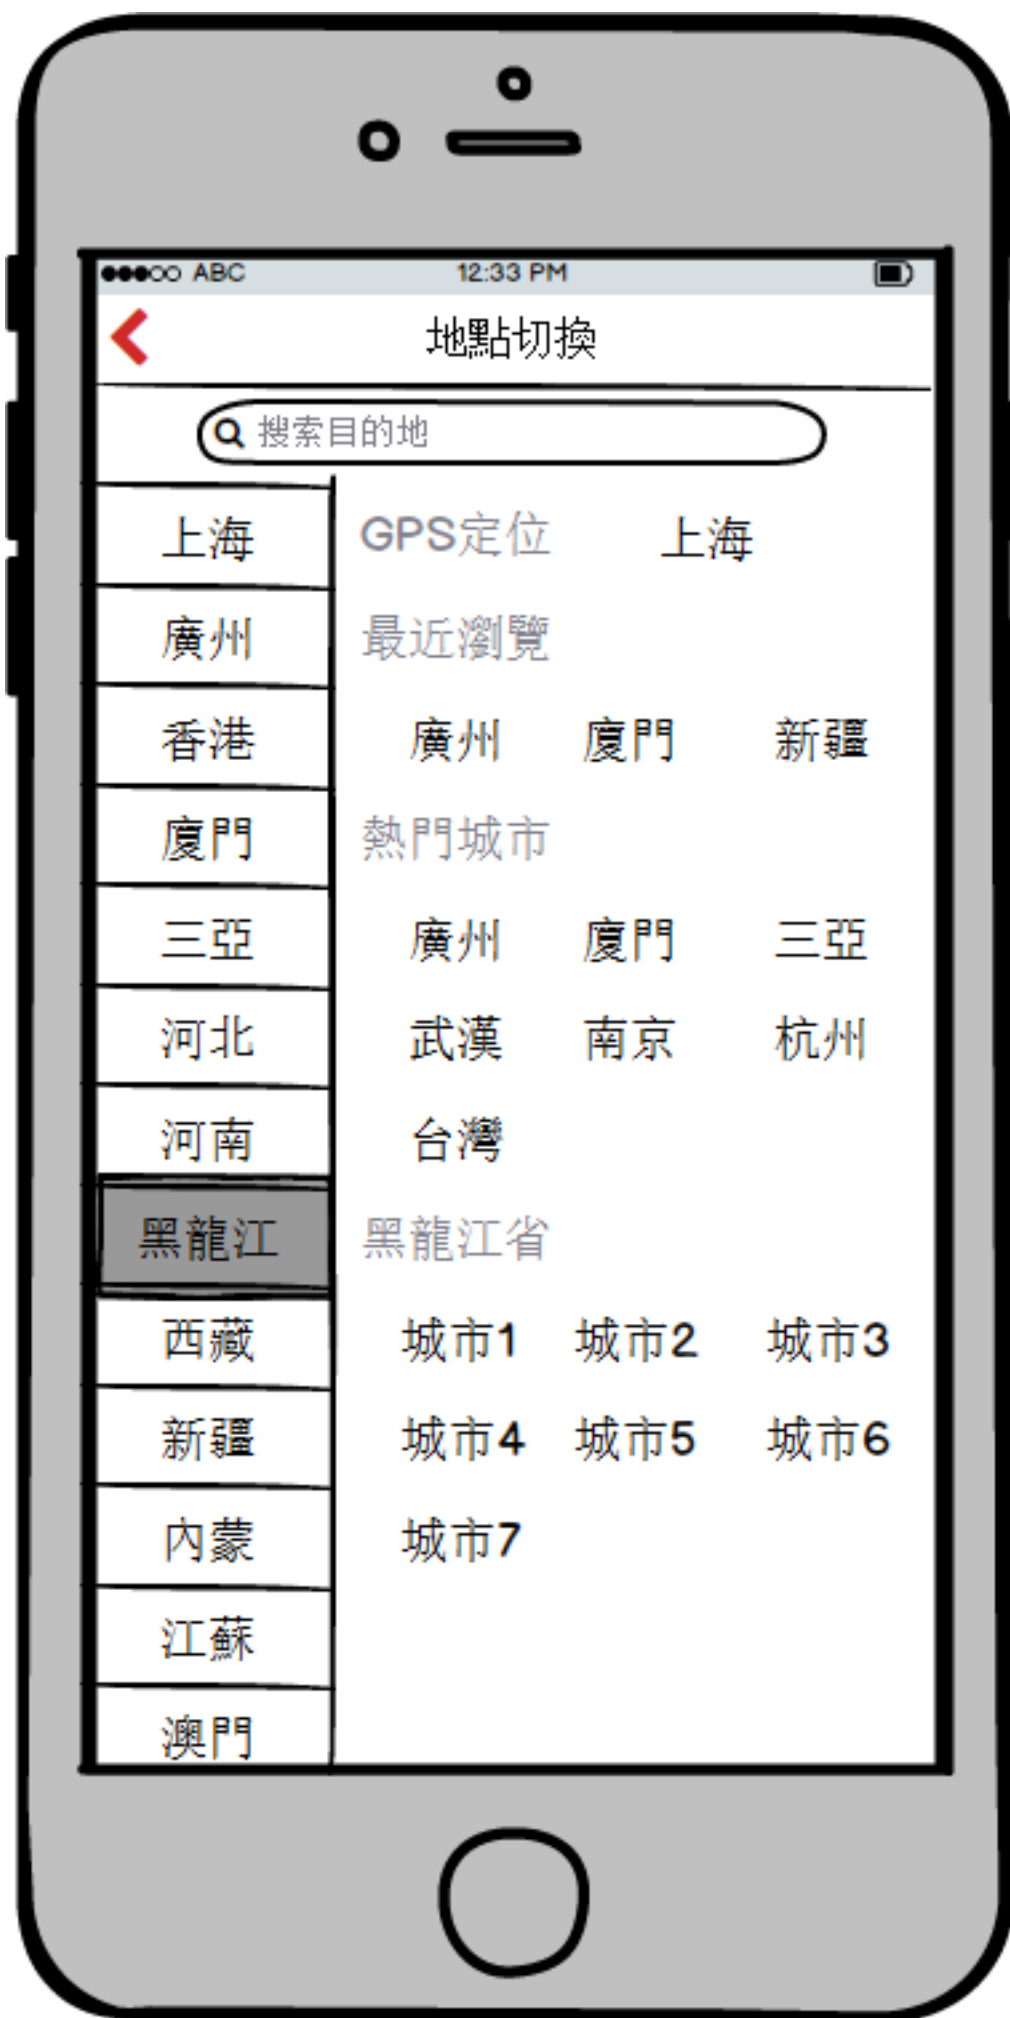 ABC 12:33 PM
地點切換
搜索目的地
上海
廣州
香港
廈門
三亞
河北
河南
黑龍江
西藏
新疆
內蒙
江蘇
澳門
GPS定位 上海
最近瀏覽
廣州 廈門 新疆
熱門城市
廣州 廈門 三亞
武漢 南京 杭州
台灣
黑龍江省
城市1 城市2 城市3
城市4 城市5 城市6
城市7